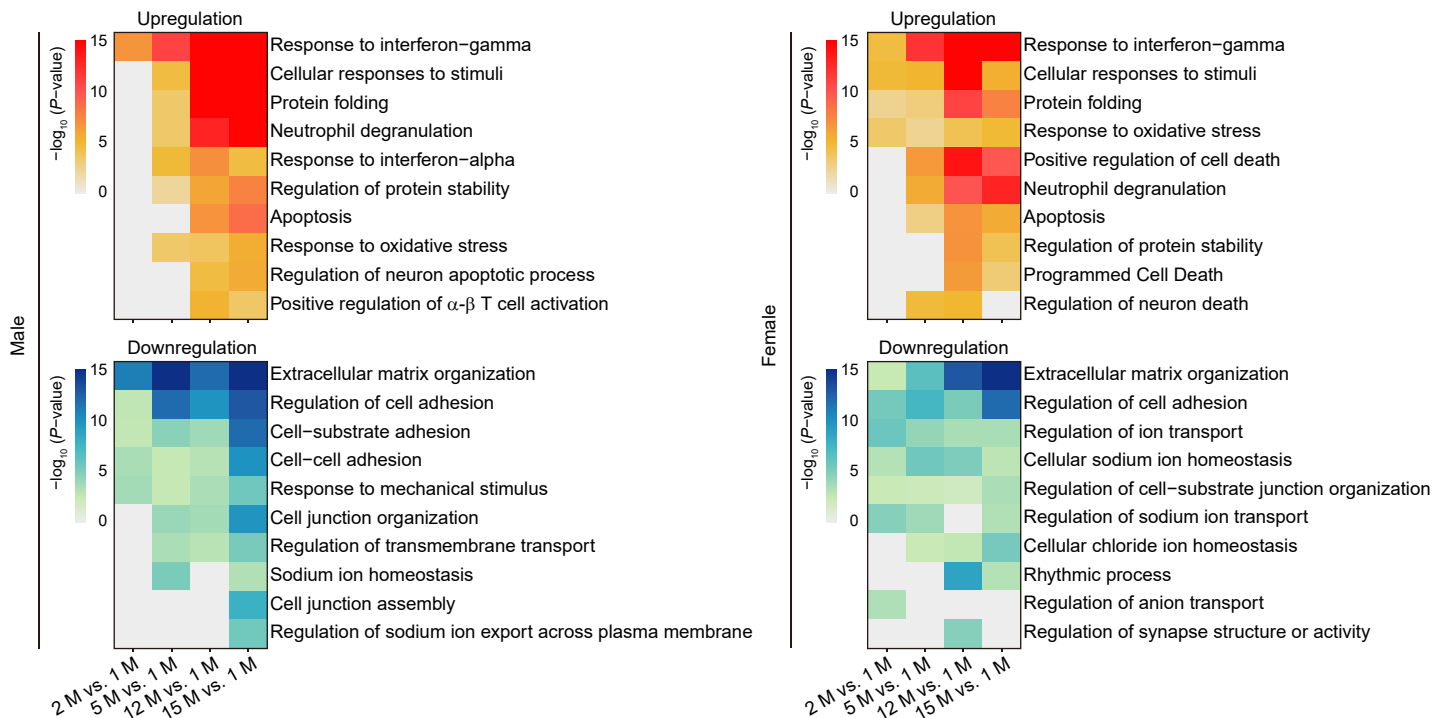 Male
Upregulation
−log10 (P−value)
15
10
5
0
Response to interferon−gamma
Cellular responses to stimuli
Protein folding
Neutrophil degranulation
Response to interferon−alpha
Regulation of protein stability
Apoptosis
Response to oxidative stress
Regulation of neuron apoptotic process
Positive regulation of α-β T cell activation
Downregulation
−log10 (P−value)
15
10
5
0
Extracellular matrix organization
Regulation of cell adhesion
Cell−substrate adhesion
Cell−cell adhesion
Response to mechanical stimulus
Cell junction organization
Regulation of transmembrane transport
Sodium ion homeostasis
Cell junction assembly
Regulation of sodium ion export across plasma membrane
2 M vs. 1 M
5 M vs. 1 M
12 M vs. 1 M
15 M vs. 1 M
Female
Upregulation
−log10 (P−value)
15
10
5
0
Response to interferon−gamma
Cellular responses to stimuli
Protein folding
Response to oxidative stress
Positive regulation of cell death
Neutrophil degranulation
Apoptosis
Regulation of protein stability
Programmed Cell Death
Regulation of neuron death
Downregulation
−log10 (P−value)
15
10
5
0
Extracellular matrix organization
Regulation of cell adhesion
Regulation of ion transport
Cellular sodium ion homeostasis
Regulation of cell−substrate junction organization
Regulation of sodium ion transport
Cellular chloride ion homeostasis
Rhythmic process
Regulation of anion transport
Regulation of synapse structure or activity
2 M vs. 1 M
5 M vs. 1 M
12 M vs. 1 M
15 M vs. 1 M